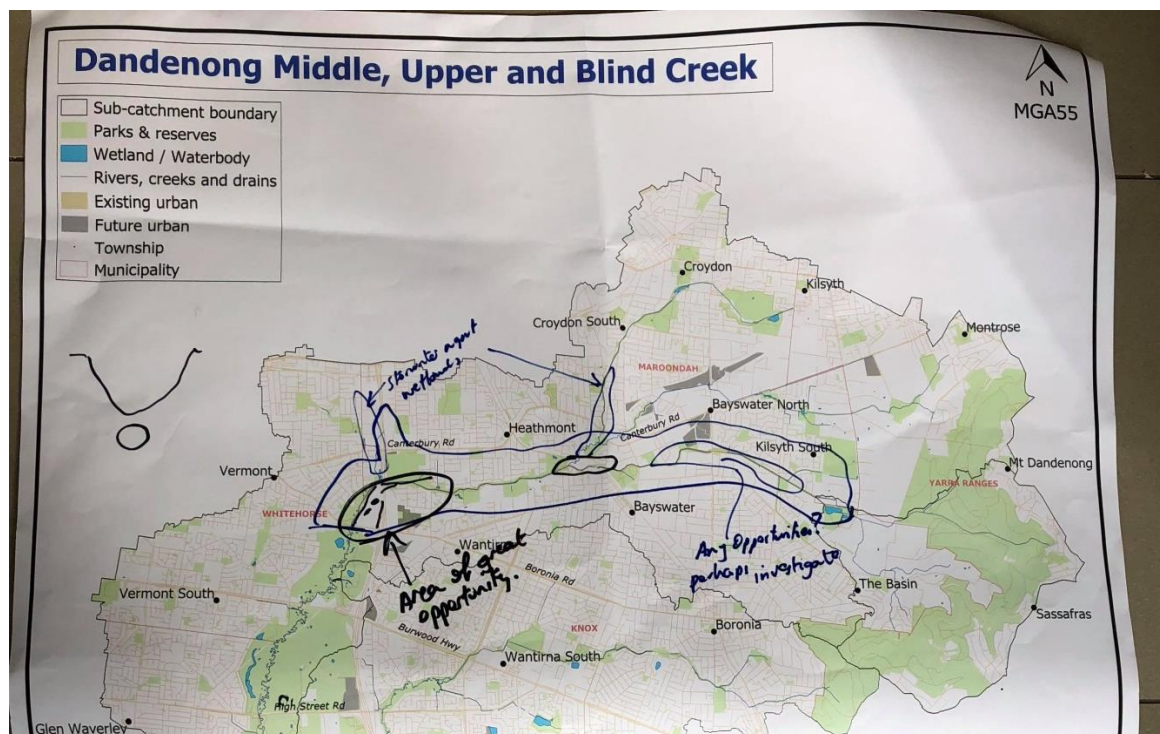 Dandenong Middle, Upper and Blind Creek
N
MGA55
Sub-catchment boundary
Parks & reserves
Wetland / Waterbody
Rivers, creeks and drains
Existing urban
Future urban
Township
Municipality
Croydon
Kilsyth
Croydon South
Montrose
wetlands
MAROONDAH
Bayswater North
Heathmont
Canterbury Rd
Canterbury Rd
Kilsyth South
Vermont
Mt Dandenong
YARRA RANGES
WHITEHORSE
Bayswater
Any opportunities?
perhaps investigate
Wantirna
Area of great
opportunity.
Boronia Rd
The Basin
Vermont South
Sassafras
Burwood Hwy
KNOX
Boronia
Wantirna South
High Street Rd
Glen Waverley